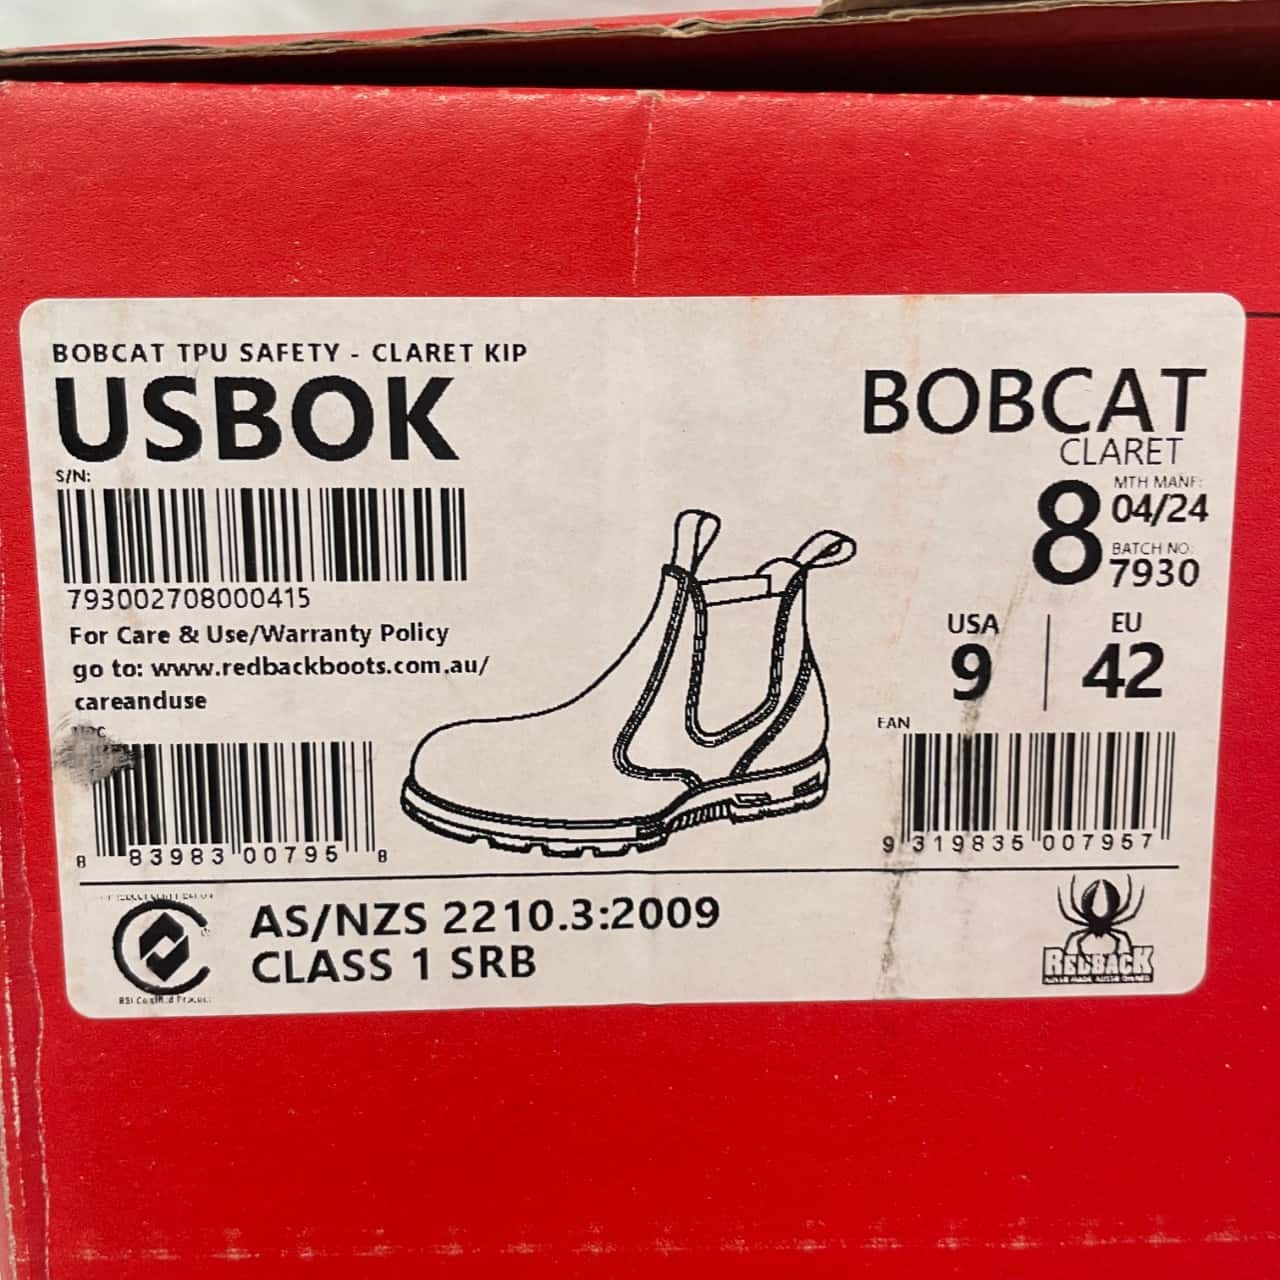 BOBCAT TPU SAFETY - CLARET KIP
USBOK
S/N:
793002708000415
For Care & Use/Warranty Policy
go to: www.redbackboots.com.au/
careanduse
8 83983 00795 8
BOBCAT
CLARET
8
MTH MANF:
04/24
BATCH NO:
7930
USA
9
EU
42
EAN
9 319835 007957
AS/NZS 2210.3:2009
CLASS 1 SRB
REDBACK